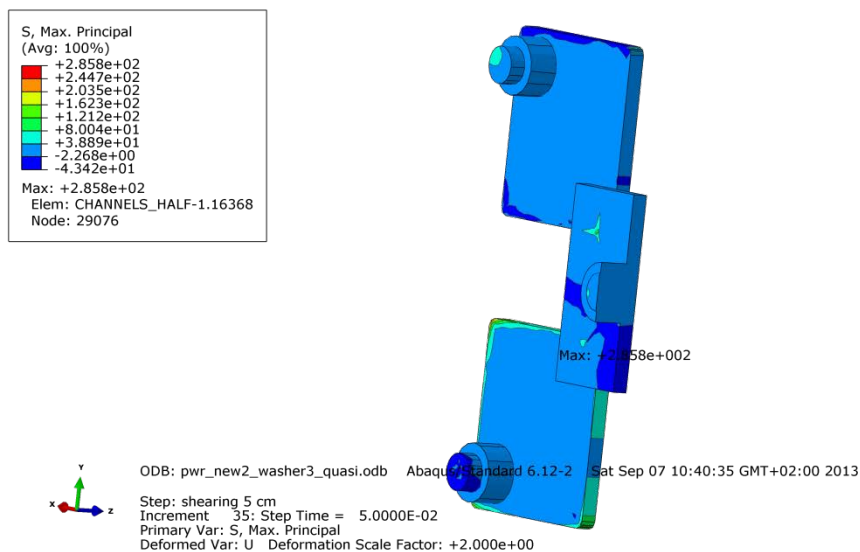 S, Max. Principal
(Avg: 100%)
+2.858e+02
+2.447e+02
+2.035e+02
+1.623e+02
+1.212e+02
+8.004e+01
+3.889e+01
-2.268e+00
-4.342e+01
Max: +2.858e+02
Elem: CHANNELS_HALF-1.16368
Node: 29076
Max: +2.858e+002
Y
X
Z
ODB: pwr_new2_washer3_quasi.odb Abaqus/Standard 6.12-2 Sat Sep 07 10:40:35 GMT+02:00 2013
Step: shearing 5 cm
Increment 35: Step Time = 5.0000E-02
Primary Var: S, Max. Principal
Deformed Var: U Deformation Scale Factor: +2.000e+00